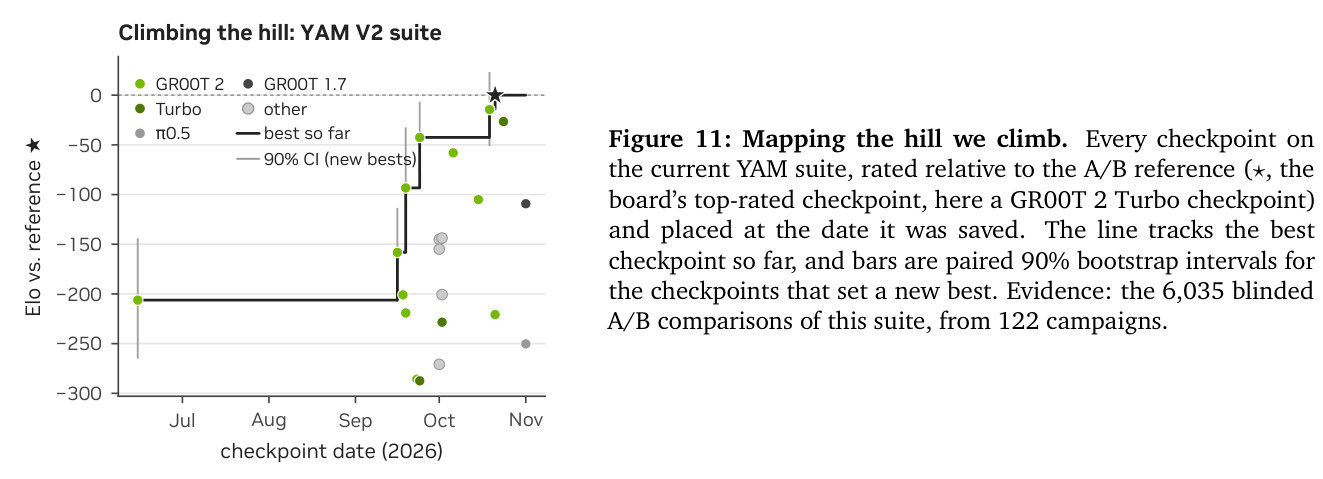 Climbing the hill: YAM V2 suite
GR00T 2
GR00T 1.7
Turbo
other
π0.5
best so far
90% CI (new bests)
Elo vs. reference ★
0
−50
−100
−150
−200
−250
−300
Jul
Aug
Sep
Oct
Nov
checkpoint date (2026)
Figure 11: Mapping the hill we climb. Every checkpoint on
the current YAM suite, rated relative to the A/B reference (⋆, the
board’s top-rated checkpoint, here a GR00T 2 Turbo checkpoint)
and placed at the date it was saved. The line tracks the best
checkpoint so far, and bars are paired 90% bootstrap intervals for
the checkpoints that set a new best. Evidence: the 6,035 blinded
A/B comparisons of this suite, from 122 campaigns.